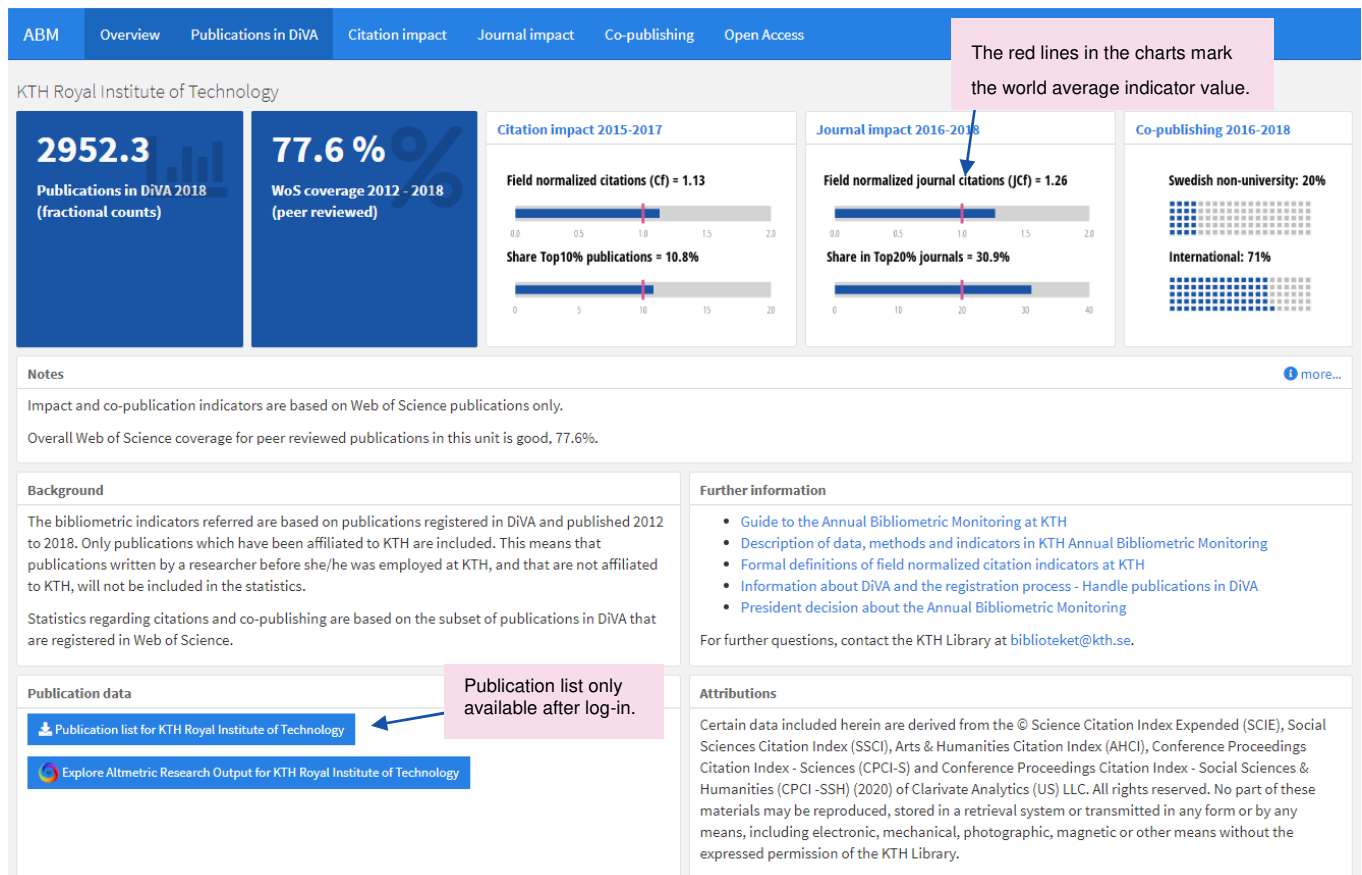 ABM Overview Publications in DiVA Citation impact Journal impact Co-publishing Open Access
The red lines in the charts mark
the world average indicator value.
KTH Royal Institute of Technology
2952.3
Publications in DiVA 2018
(fractional counts)
77.6 %
WoS coverage 2012 - 2018
(peer reviewed)
Citation impact 2015-2017
Field normalized citations (Cf) = 1.13
0.0 0.5 1.0 1.5 2.0
Share Top10% publications = 10.8%
0 5 10 15 20
Journal impact 2016-2018
Field normalized journal citations (JCf) = 1.26
0.0 0.5 1.0 1.5 2.0
Share in Top20% journals = 30.9%
0 10 20 30 40
Co-publishing 2016-2018
Swedish non-university: 20%
International: 71%
Notes
more...
Impact and co-publication indicators are based on Web of Science publications only.
Overall Web of Science coverage for peer reviewed publications in this unit is good, 77.6%.
Background
The bibliometric indicators referred are based on publications registered in DiVA and published 2012
to 2018. Only publications which have been affiliated to KTH are included. This means that
publications written by a researcher before she/he was employed at KTH, and that are not affiliated
to KTH, will not be included in the statistics.
Statistics regarding citations and co-publishing are based on the subset of publications in DiVA that
are registered in Web of Science.
Further information
• Guide to the Annual Bibliometric Monitoring at KTH
• Description of data, methods and indicators in KTH Annual Bibliometric Monitoring
• Formal definitions of field normalized citation indicators at KTH
• Information about DiVA and the registration process - Handle publications in DiVA
• President decision about the Annual Bibliometric Monitoring
For further questions, contact the KTH Library at biblioteket@kth.se.
Publication data
Publication list only
available after log-in.
Publication list for KTH Royal Institute of Technology
Explore Altmetric Research Output for KTH Royal Institute of Technology
Attributions
Certain data included herein are derived from the © Science Citation Index Expended (SCIE), Social
Sciences Citation Index (SSCI), Arts & Humanities Citation Index (AHCI), Conference Proceedings
Citation Index - Sciences (CPCI-S) and Conference Proceedings Citation Index - Social Sciences &
Humanities (CPCI -SSH) (2020) of Clarivate Analytics (US) LLC. All rights reserved. No part of these
materials may be reproduced, stored in a retrieval system or transmitted in any form or by any
means, including electronic, mechanical, photographic, magnetic or other means without the
expressed permission of the KTH Library.